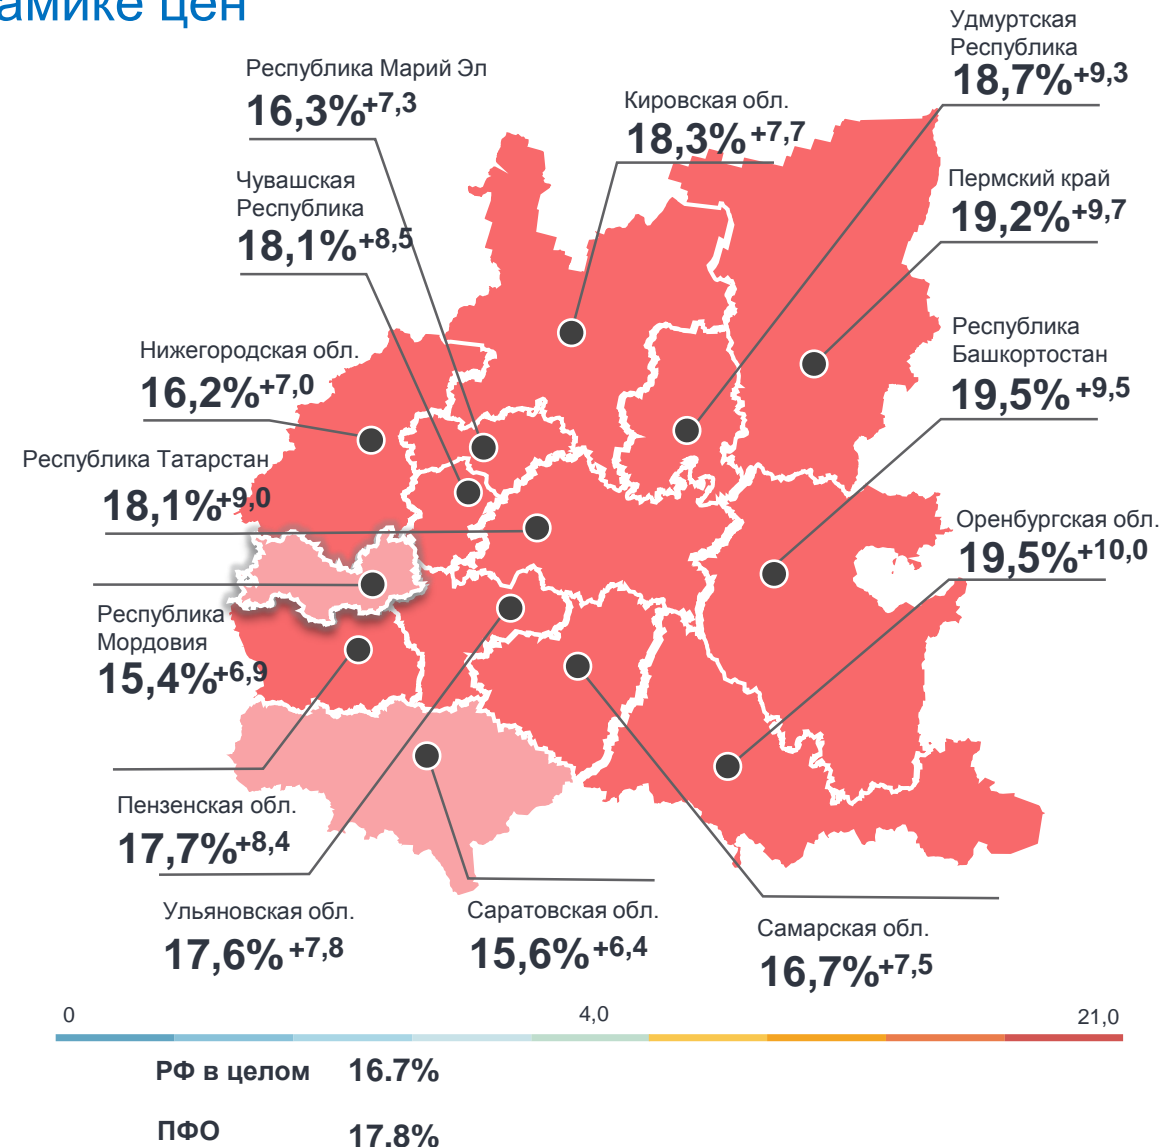 амике цен
Удмуртская
Республика
18,7%+9,3
Республика Марий Эл
16,3%+7,3
Кировская обл.
18,3%+7,7
Чувашская
Республика
18,1%+8,5
Пермский край
19,2%+9,7
Республика
Башкортостан
19,5%+9,5
Нижегородская обл.
16,2%+7,0
Республика Татарстан
18,1%+9,0
Оренбургская обл.
19,5%+10,0
Республика
Мордовия
15,4%+6,9
Пензенская обл.
17,7%+8,4
Ульяновская обл.
17,6%+7,8
Саратовская обл.
15,6%+6,4
Самарская обл.
16,7%+7,5
0 4,0 21,0
РФ в целом 16.7%
ПФО 17.8%